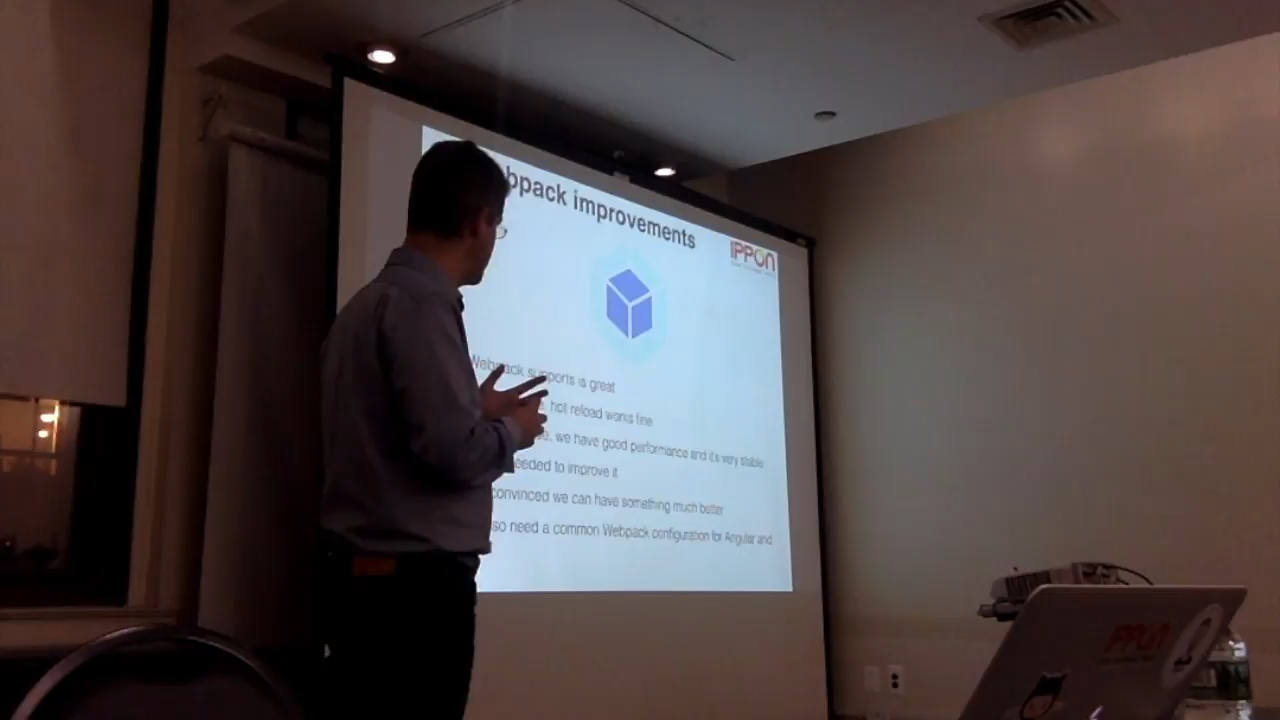 bpack improvements
IPPON
Webpack supports is great
hot reload works fine
we have good performance and it's very stable
eeded to improve it
convinced we can have something much better
so need a common Webpack configuration for Angular and
IPPON